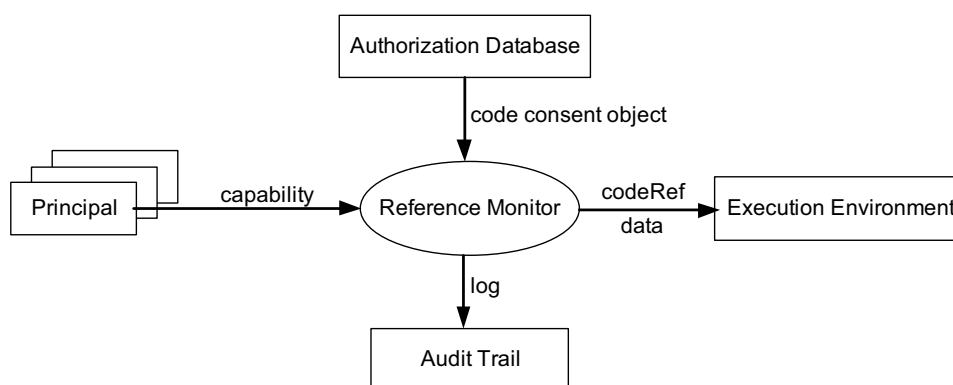 Authorization Database
code consent object
Principal
capability
Reference Monitor
codeRef
data
Execution Environment
log
Audit Trail